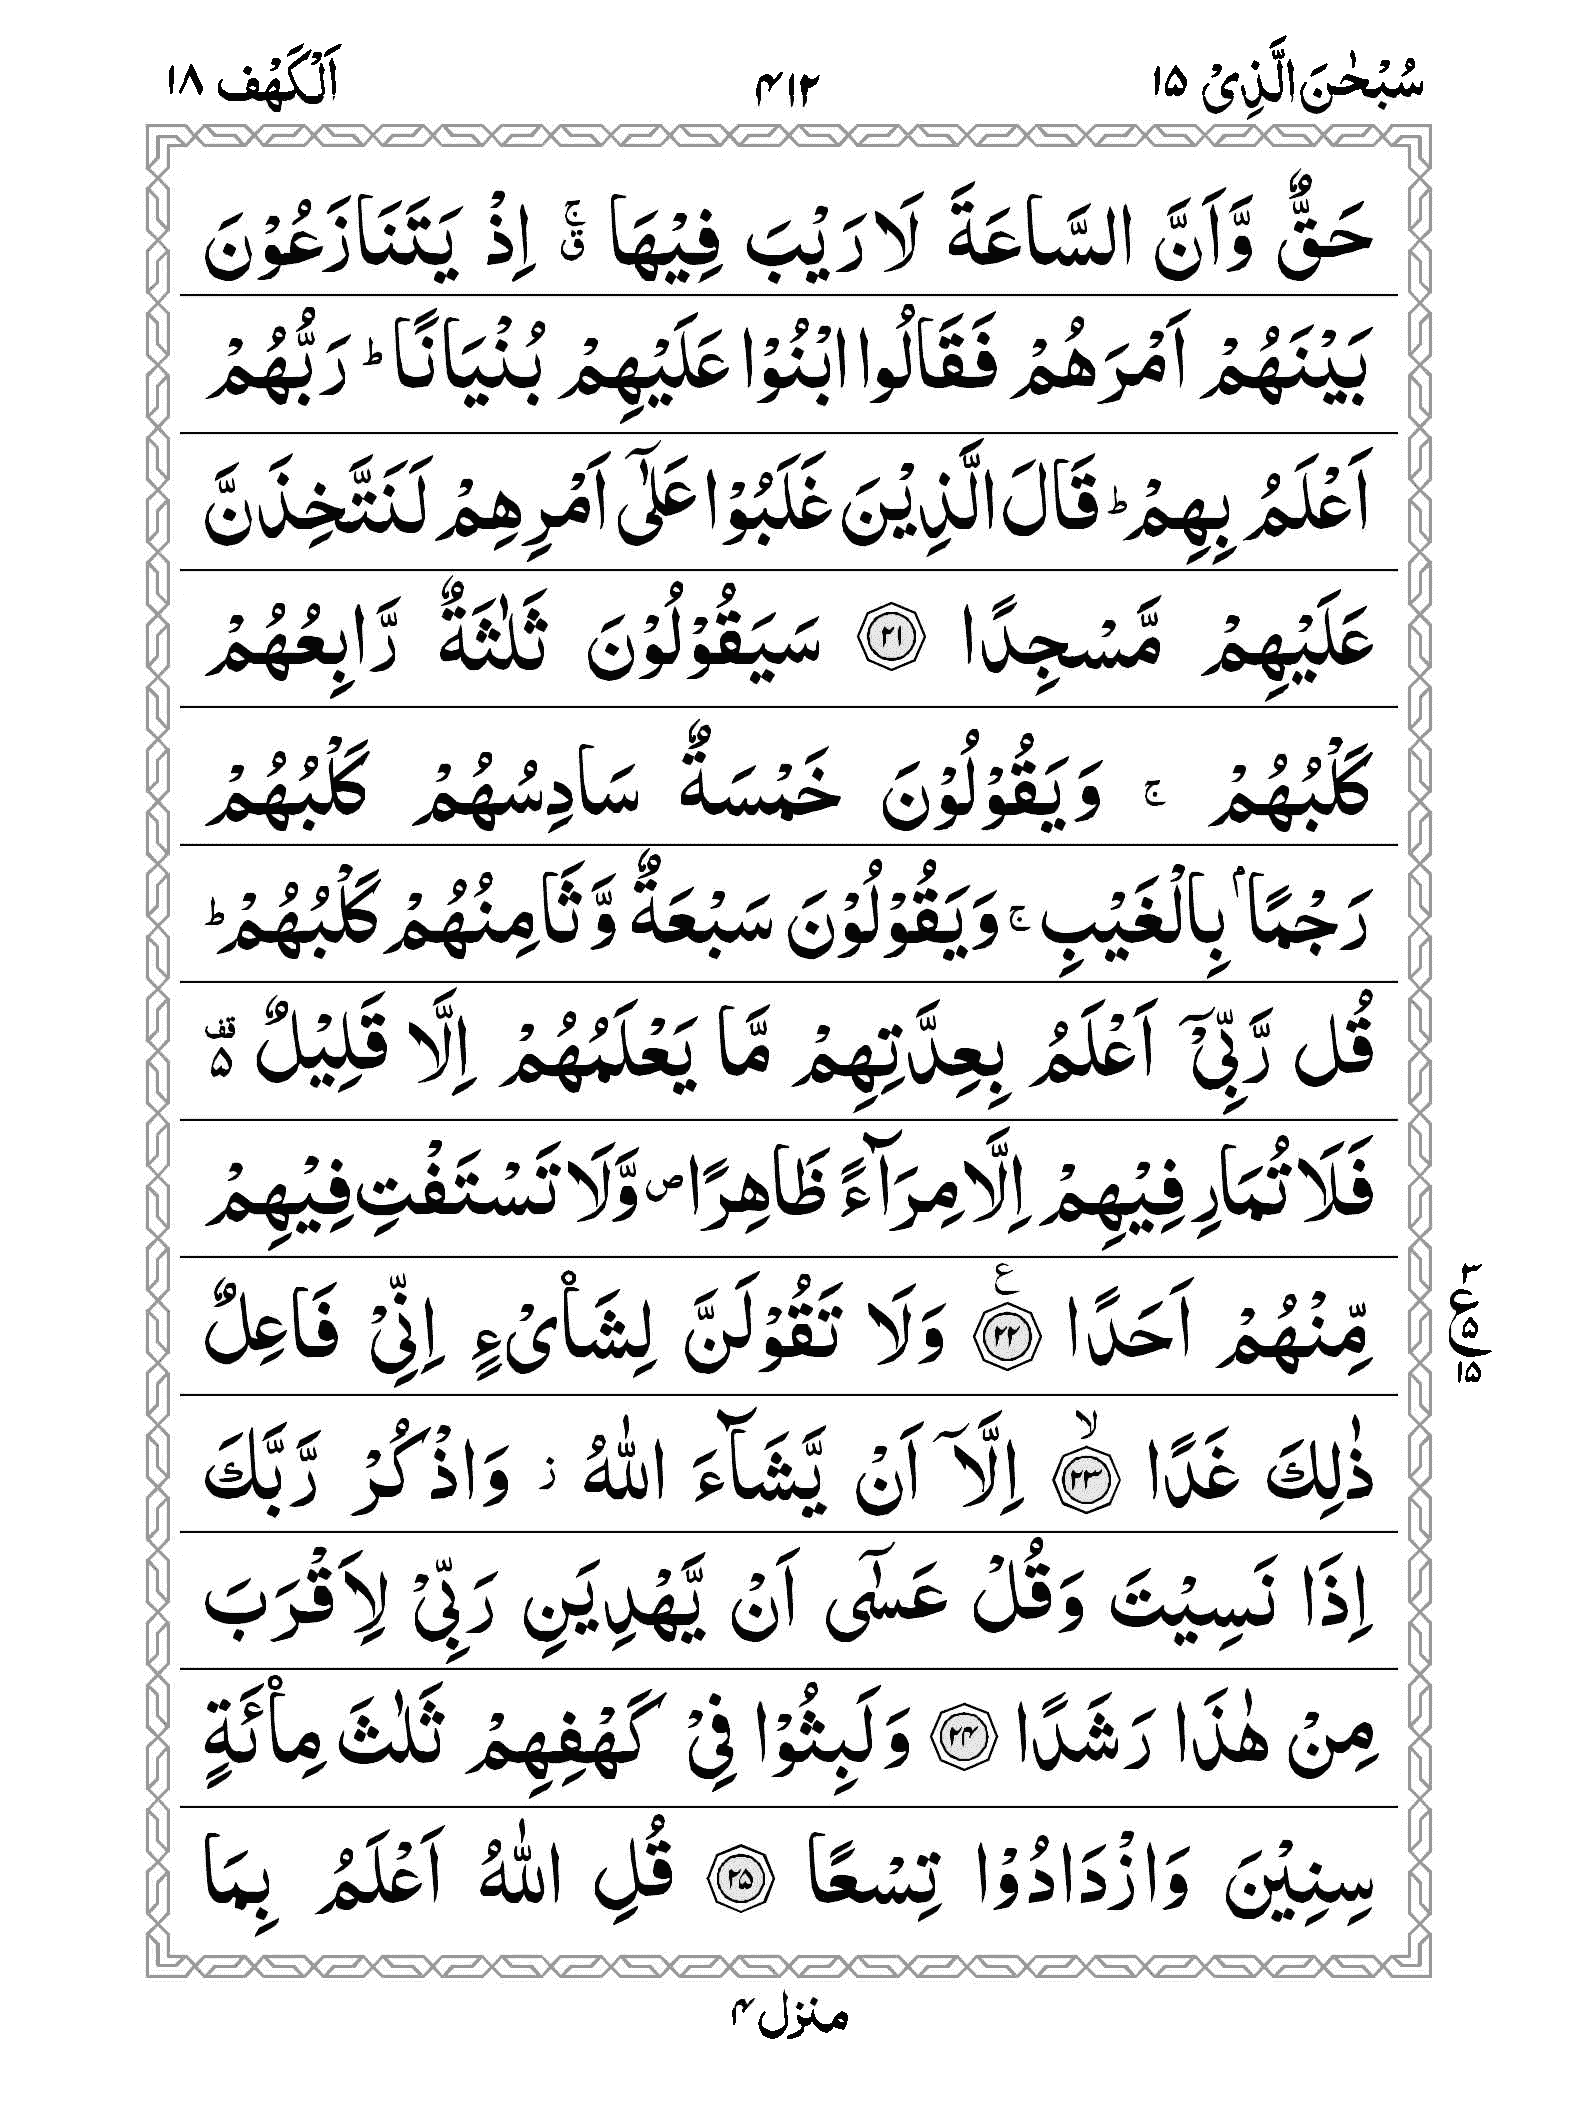 سُبْحٰنَ الَّذِیْ ۱۵ ۴۱۲ اَلْكَهْف ۱۸
حَقٌّ وَّاَنَّ السَّاعَةَ لَا رَیْبَ فِیْهَا ۚۗ اِذْ یَتَنَازَعُوْنَ
بَیْنَهُمْ اَمْرَهُمْ فَقَالُوا ابْنُوْا عَلَیْهِمْ بُنْیَانًا ؕ رَبُّهُمْ
اَعْلَمُ بِهِمْ ؕ قَالَ الَّذِیْنَ غَلَبُوْا عَلٰۤی اَمْرِهِمْ لَنَتَّخِذَنَّ
عَلَیْهِمْ مَّسْجِدًا ۲۱ سَیَقُوْلُوْنَ ثَلٰثَةٌ رَّابِعُهُمْ
كَلْبُهُمْ ۚ وَیَقُوْلُوْنَ خَمْسَةٌ سَادِسُهُمْ كَلْبُهُمْ
رَجْمًۢا بِالْغَیْبِ ۚ وَیَقُوْلُوْنَ سَبْعَةٌ وَّثَامِنُهُمْ كَلْبُهُمْ ؕ
قُل رَّبِّیْۤ اَعْلَمُ بِعِدَّتِهِمْ مَّا یَعْلَمُهُمْ اِلَّا قَلِیْلٌ قف ۵
فَلَا تُمَارِ فِیْهِمْ اِلَّا مِرَآءً ظَاهِرًا ص وَّلَا تَسْتَفْتِ فِیْهِمْ
مِّنْهُمْ اَحَدًا ۲۲ ع وَلَا تَقُوْلَنَّ لِشَاْیْءٍ اِنِّیْ فَاعِلٌ
۳ ع ۵ ۱۵
ذٰلِكَ غَدًا ۲۳ لا اِلَّاۤ اَنْ یَّشَآءَ اللّٰهُ ز وَاذْكُرْ رَّبَّكَ
اِذَا نَسِیْتَ وَقُلْ عَسٰۤی اَنْ یَّهْدِیَنِ رَبِّیْ لِاَقْرَبَ
مِنْ هٰذَا رَشَدًا ۲۴ وَلَبِثُوْا فِیْ كَهْفِهِمْ ثَلٰثَ مِاْئَةٍ
سِنِیْنَ وَازْدَادُوْا تِسْعًا ۲۵ قُلِ اللّٰهُ اَعْلَمُ بِمَا
منزل ۴